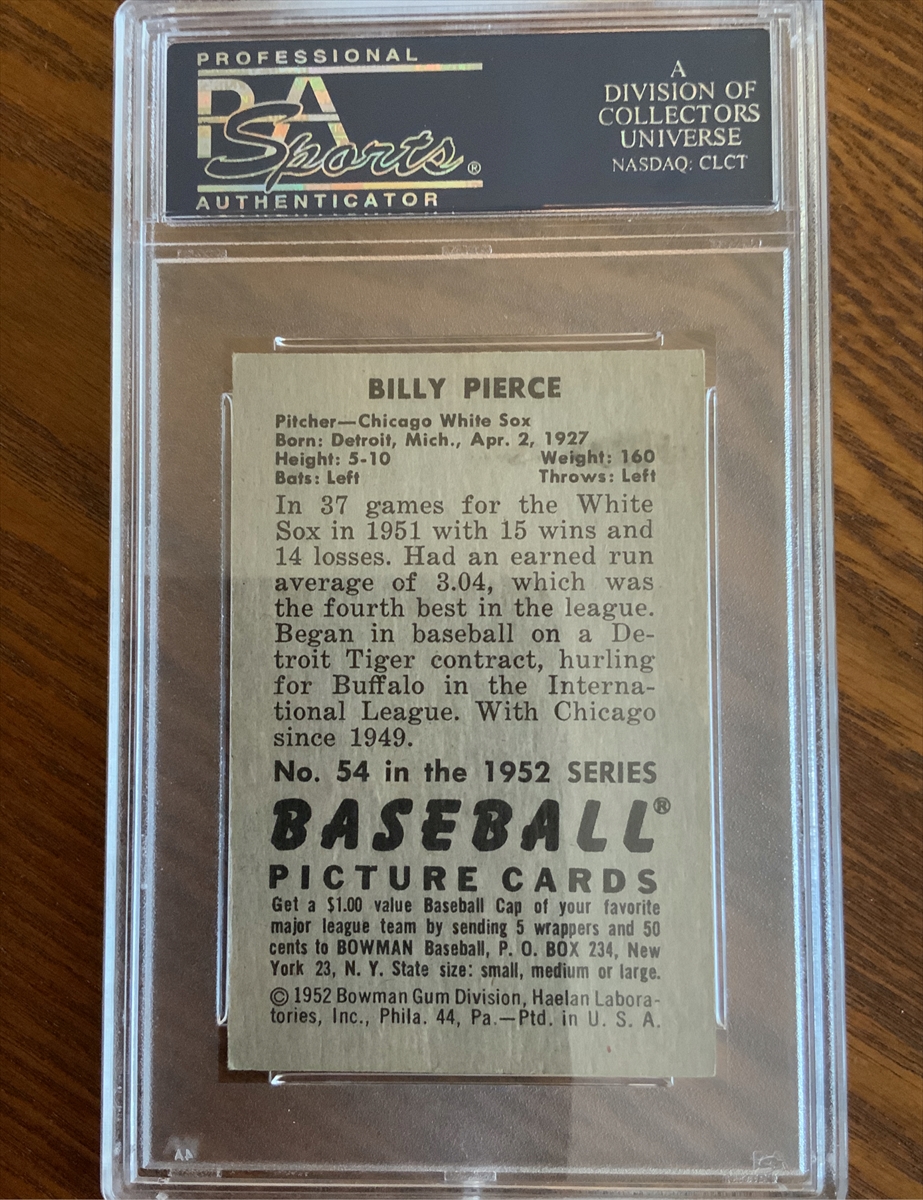 PROFESSIONAL
PSA
Sports®
AUTHENTICATOR
A
DIVISION OF
COLLECTORS
UNIVERSE
NASDAQ: CLCT
BILLY PIERCE
Pitcher—Chicago White Sox
Born: Detroit, Mich., Apr. 2, 1927
Height: 5-10 Weight: 160
Bats: Left Throws: Left
In 37 games for the White
Sox in 1951 with 15 wins and
14 losses. Had an earned run
average of 3.04, which was
the fourth best in the league.
Began in baseball on a De-
troit Tiger contract, hurling
for Buffalo in the Interna-
tional League. With Chicago
since 1949.
No. 54 in the 1952 SERIES
BASEBALL®
PICTURE CARDS
Get a $1.00 value Baseball Cap of your favorite
major league team by sending 5 wrappers and 50
cents to BOWMAN Baseball, P. O. BOX 234, New
York 23, N. Y. State size: small, medium or large.
© 1952 Bowman Gum Division, Haelan Labora-
tories, Inc., Phila. 44, Pa.—Ptd. in U. S. A.